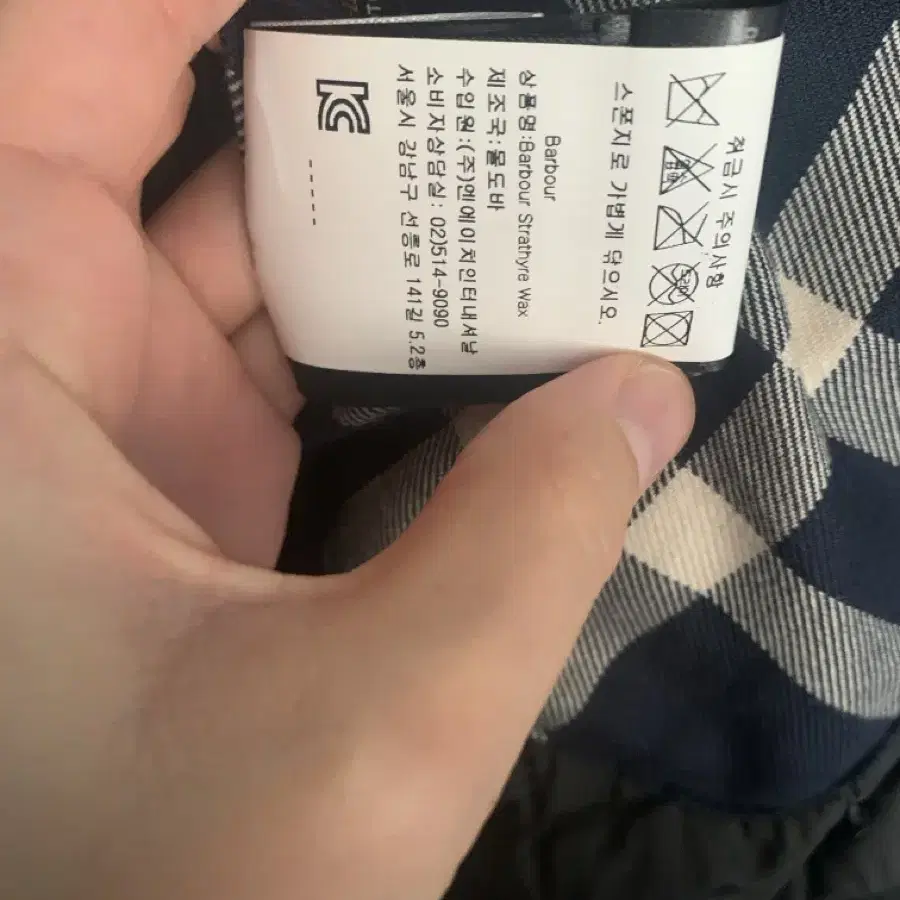 취급시 주의사항
스폰지로 가볍게 닦으시오.
Barbour
상품명:Barbour Strathyre Wax
제조국:몰도바
수입원:(주)엔에이치인터내셔날
소비자상담실: 02)514-9090
서울시 강남구 선릉로 141길 5.2층
-----